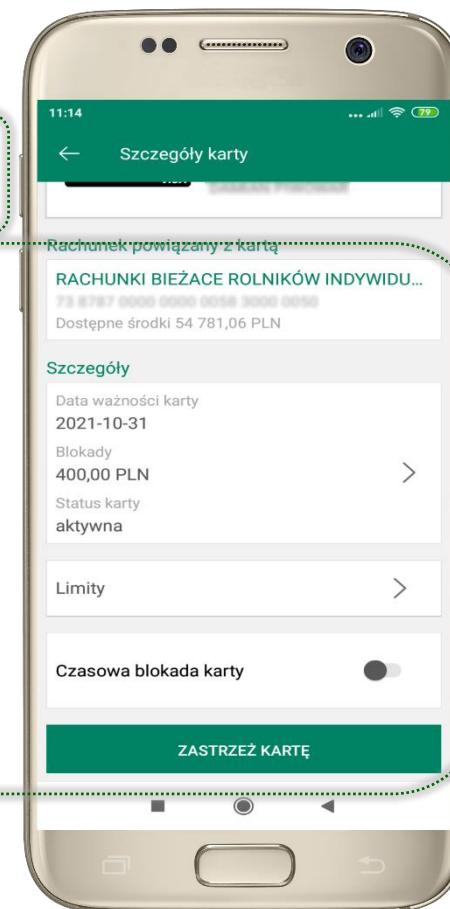 11:14
79
Szczegóły karty
Rachunek powiązany z kartą
RACHUNKI BIEŻACE ROLNIKÓW INDYWIDU...
Dostępne środki 54 781,06 PLN
Szczegóły
Data ważności karty
2021-10-31
Blokady
400,00 PLN
Status karty
aktywna
Limity
Czasowa blokada karty
ZASTRZEŻ KARTĘ